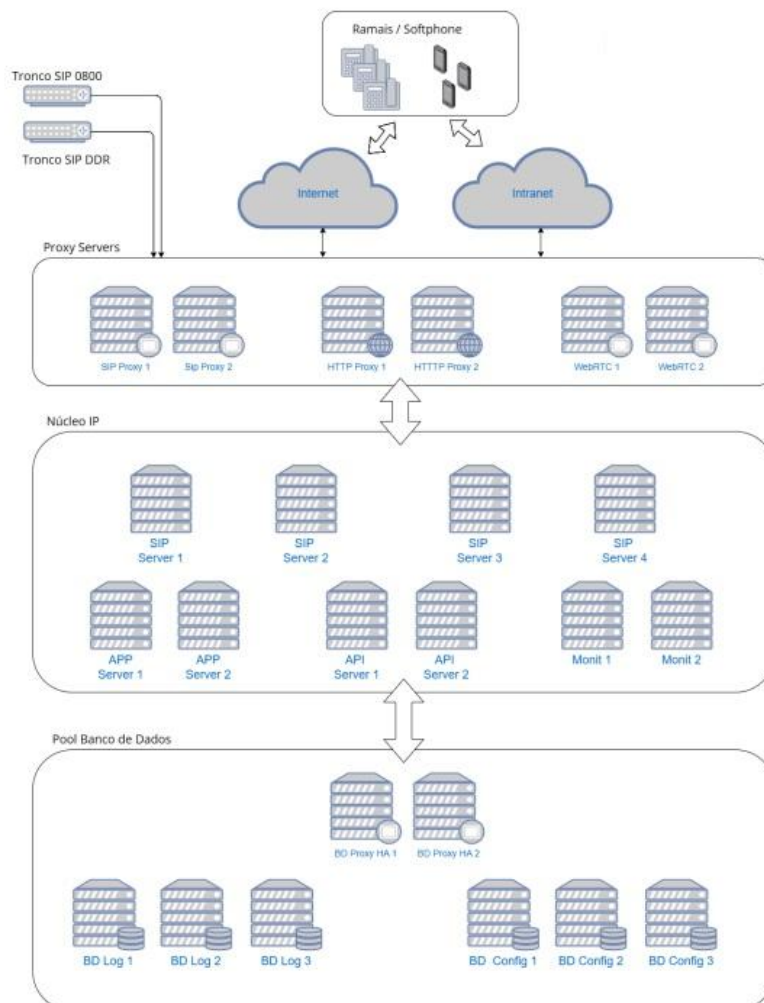 Ramais / Softphone
Tronco SIP 0800
Tronco SIP DDR
Internet
Intranet
Proxy Servers
SIP Proxy 1
Sip Proxy 2
HTTP Proxy 1
HTTTP Proxy 2
WebRTC 1
WebRTC 2
Núcleo IP
SIP
Server 1
SIP
Server 2
SIP
Server 3
SIP
Server 4
APP
Server 1
APP
Server 2
API
Server 1
API
Server 2
Monit 1
Monit 2
Pool Banco de Dados
BD Proxy HA 1
BD Proxy HA 2
BD Log 1
BD Log 2
BD Log 3
BD Config 1
BD Config 2
BD Config 3